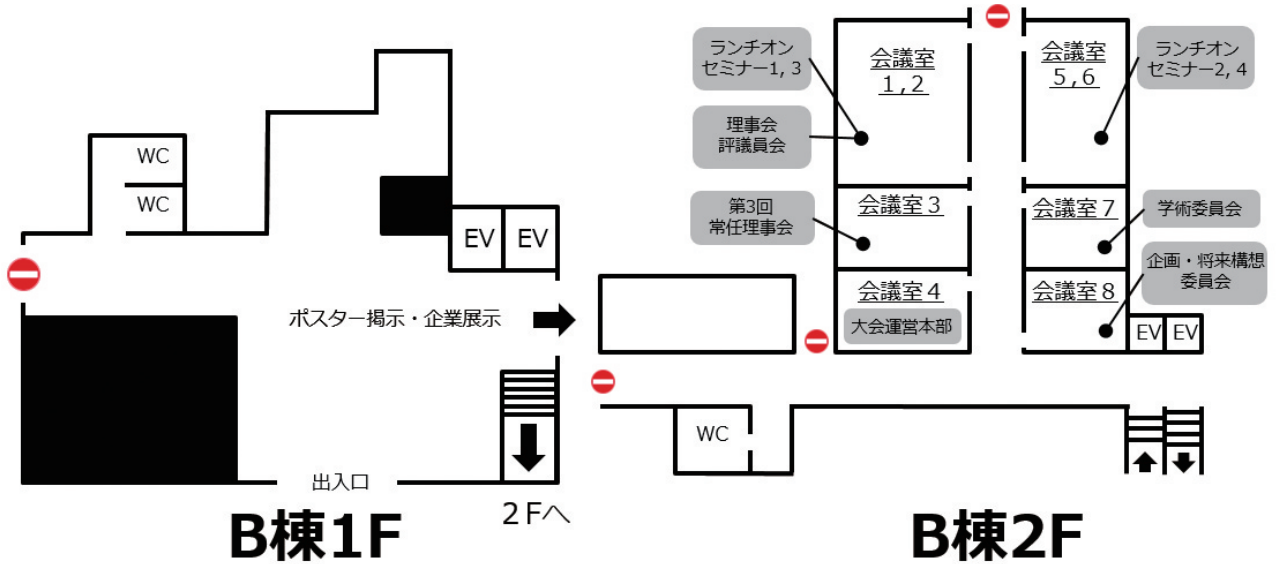 WC
WC
EV
EV
ポスター掲示・企業展示
出入口
2Fへ
B棟1F
ランチオン
セミナー1, 3
会議室
1,2
会議室
5,6
ランチオン
セミナー2, 4
理事会
評議員会
第3回
常任理事会
会議室3
会議室7
学術委員会
企画・将来構想
委員会
会議室4
大会運営本部
会議室8
EV
EV
WC
B棟2F